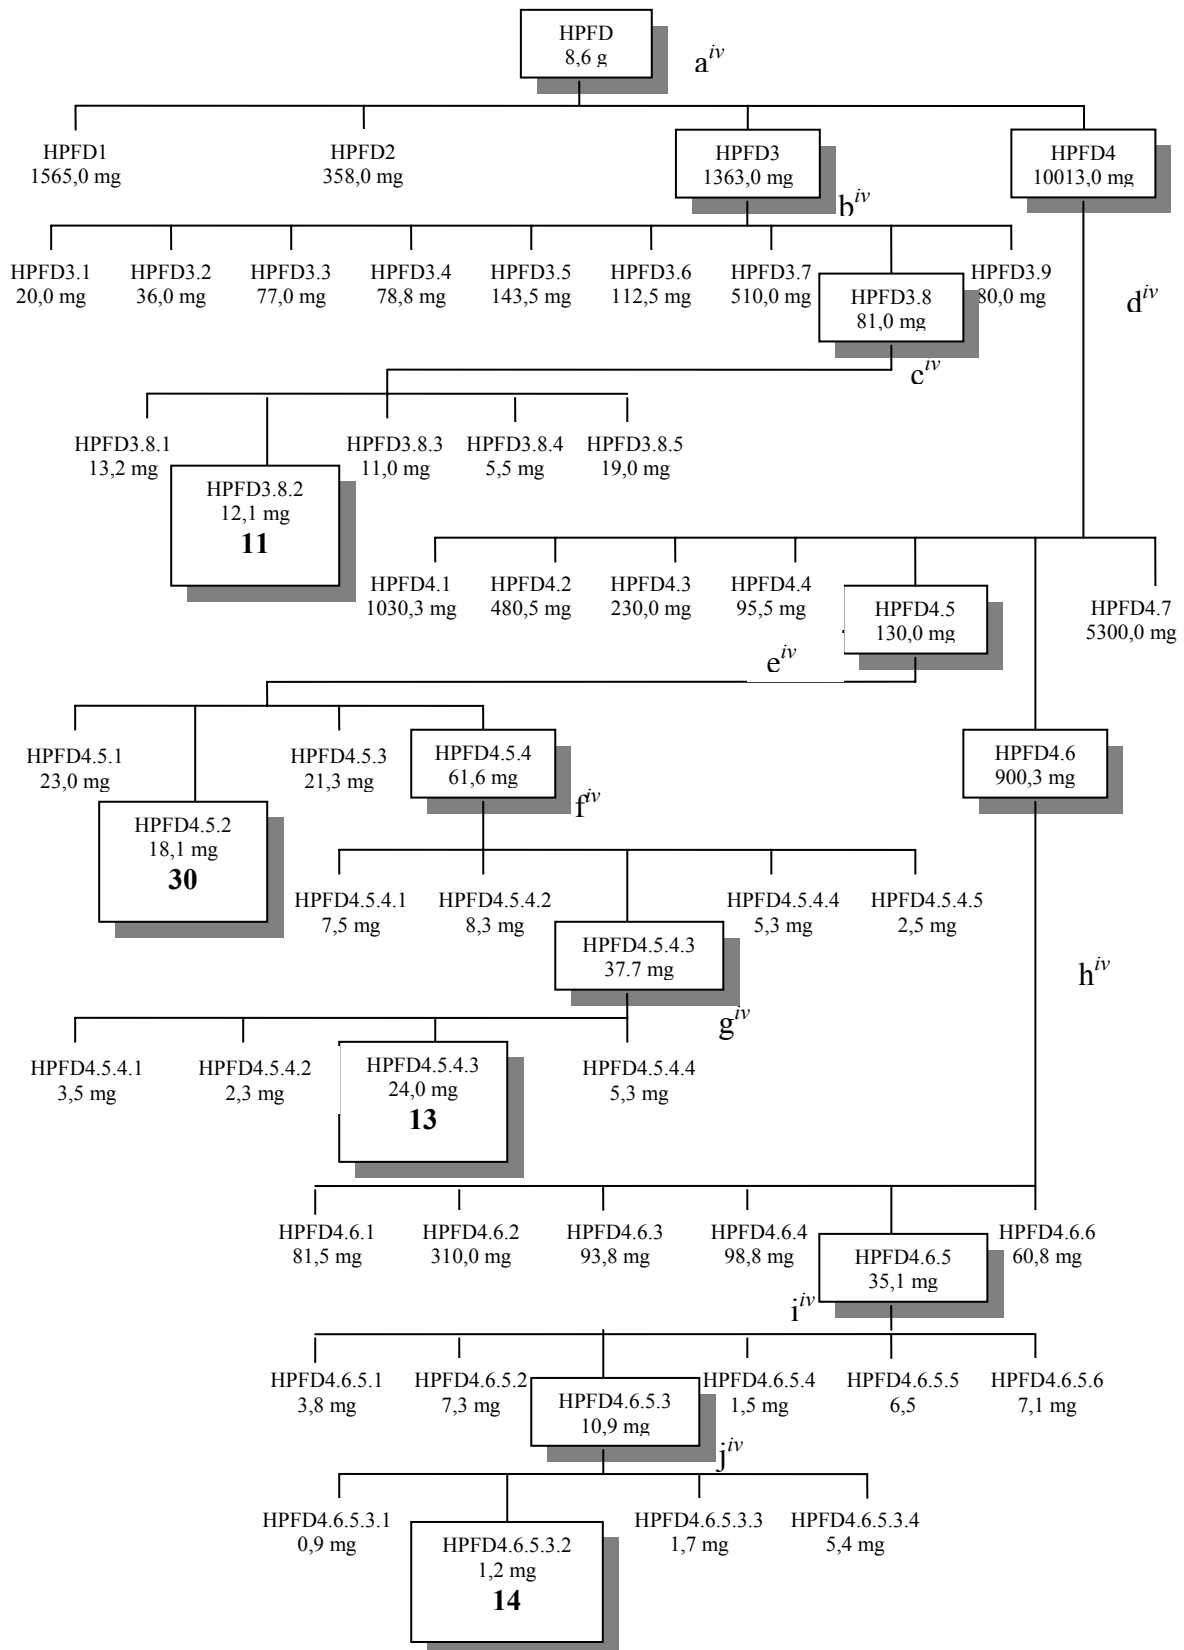 HPFD
8,6 g
a^iv
HPFD1
1565,0 mg
HPFD2
358,0 mg
HPFD3
1363,0 mg
HPFD4
10013,0 mg
b^iv
HPFD3.1
20,0 mg
HPFD3.2
36,0 mg
HPFD3.3
77,0 mg
HPFD3.4
78,8 mg
HPFD3.5
143,5 mg
HPFD3.6
112,5 mg
HPFD3.7
510,0 mg
HPFD3.8
81,0 mg
HPFD3.9
80,0 mg
d^iv
c^iv
HPFD3.8.1
13,2 mg
HPFD3.8.2
12,1 mg
11
HPFD3.8.3
11,0 mg
HPFD3.8.4
5,5 mg
HPFD3.8.5
19,0 mg
HPFD4.1
1030,3 mg
HPFD4.2
480,5 mg
HPFD4.3
230,0 mg
HPFD4.4
95,5 mg
HPFD4.5
130,0 mg
HPFD4.7
5300,0 mg
e^iv
HPFD4.5.1
23,0 mg
HPFD4.5.2
18,1 mg
30
HPFD4.5.3
21,3 mg
HPFD4.5.4
61,6 mg
HPFD4.6
900,3 mg
f^iv
HPFD4.5.4.1
7,5 mg
HPFD4.5.4.2
8,3 mg
HPFD4.5.4.3
37.7 mg
HPFD4.5.4.4
5,3 mg
HPFD4.5.4.5
2,5 mg
h^iv
g^iv
HPFD4.5.4.1
3,5 mg
HPFD4.5.4.2
2,3 mg
HPFD4.5.4.3
24,0 mg
13
HPFD4.5.4.4
5,3 mg
HPFD4.6.1
81,5 mg
HPFD4.6.2
310,0 mg
HPFD4.6.3
93,8 mg
HPFD4.6.4
98,8 mg
HPFD4.6.5
35,1 mg
HPFD4.6.6
60,8 mg
i^iv
HPFD4.6.5.1
3,8 mg
HPFD4.6.5.2
7,3 mg
HPFD4.6.5.3
10,9 mg
HPFD4.6.5.4
1,5 mg
HPFD4.6.5.5
6,5
HPFD4.6.5.6
7,1 mg
j^iv
HPFD4.6.5.3.1
0,9 mg
HPFD4.6.5.3.2
1,2 mg
14
HPFD4.6.5.3.3
1,7 mg
HPFD4.6.5.3.4
5,4 mg